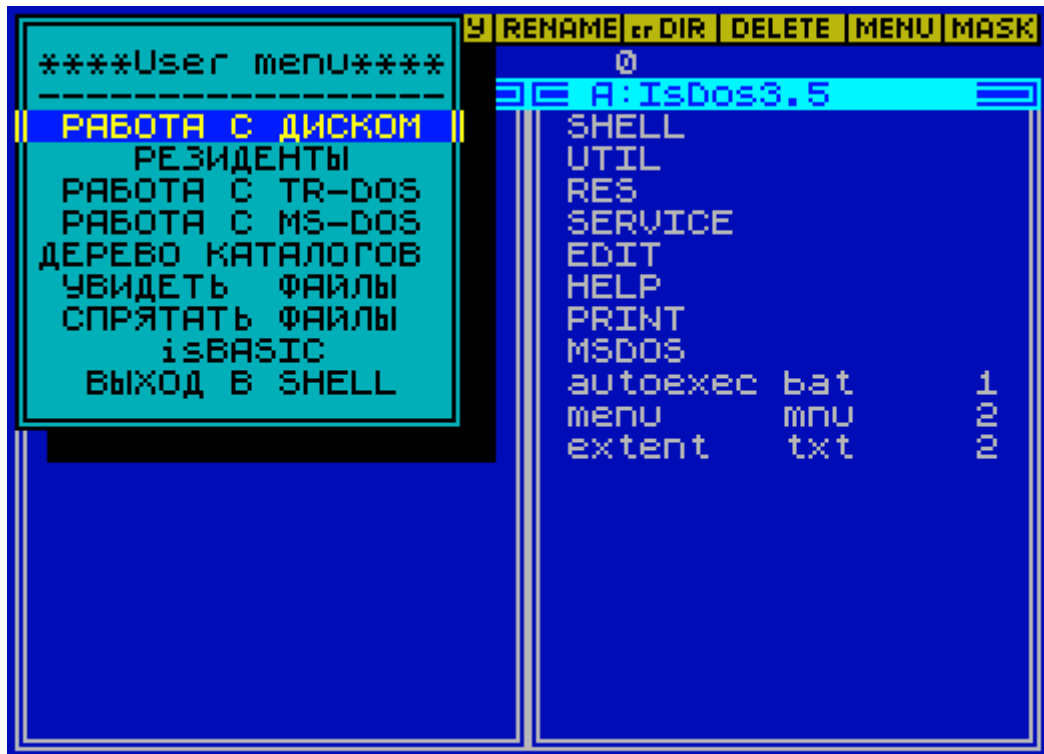 У RENAME cr DIR DELETE MENU MASK
****User menu****
0
A:IsDos3.5
РАБОТА С ДИСКОМ
РЕЗИДЕНТЫ
РАБОТА С TR-DOS
РАБОТА С MS-DOS
ДЕРЕВО КАТАЛОГОВ
УВИДЕТЬ ФАЙЛЫ
СПРЯТАТЬ ФАЙЛЫ
isBASIC
ВЫХОД В SHELL
SHELL
UTIL
RES
SERVICE
EDIT
HELP
PRINT
MSDOS
autoexec bat 1
menu mnu 2
extent txt 2